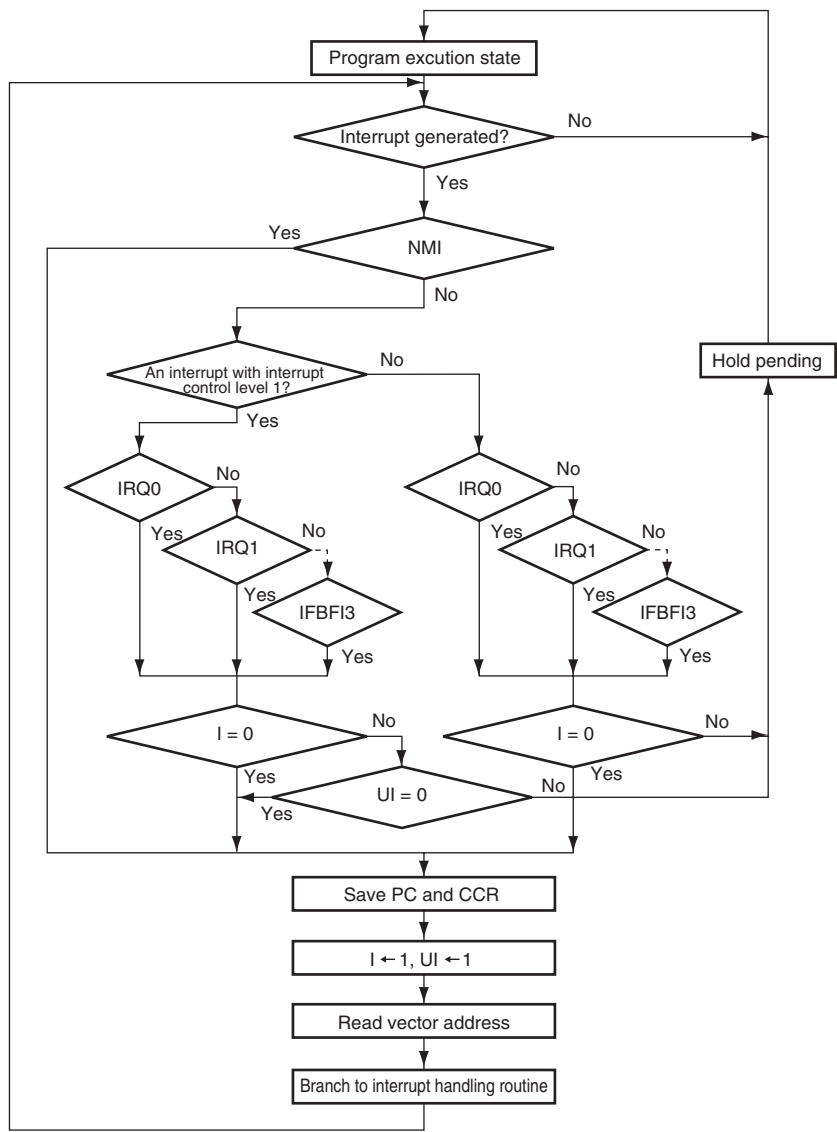 Program excution state
Interrupt generated?
No
Yes
Yes
NMI
No
An interrupt with interrupt
control level 1?
No
Hold pending
Yes
IRQ0
No
IRQ0
No
Yes
IRQ1
No
Yes
IRQ1
No
Yes
IFBFI3
Yes
IFBFI3
Yes
Yes
I = 0
No
I = 0
No
Yes
Yes
UI = 0
No
Yes
Save PC and CCR
I ← 1, UI ← 1
Read vector address
Branch to interrupt handling routine